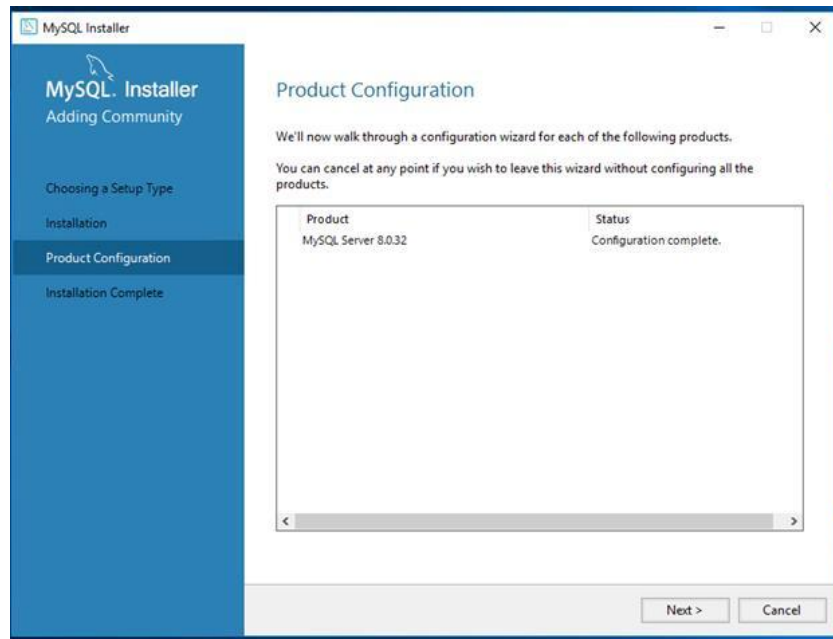 MySQL Installer
MySQL. Installer
Adding Community
Choosing a Setup Type
Installation
Product Configuration
Installation Complete
Product Configuration
We'll now walk through a configuration wizard for each of the following products.
You can cancel at any point if you wish to leave this wizard without configuring all the
products.
Product Status
MySQL Server 8.0.32 Configuration complete.
Next > Cancel